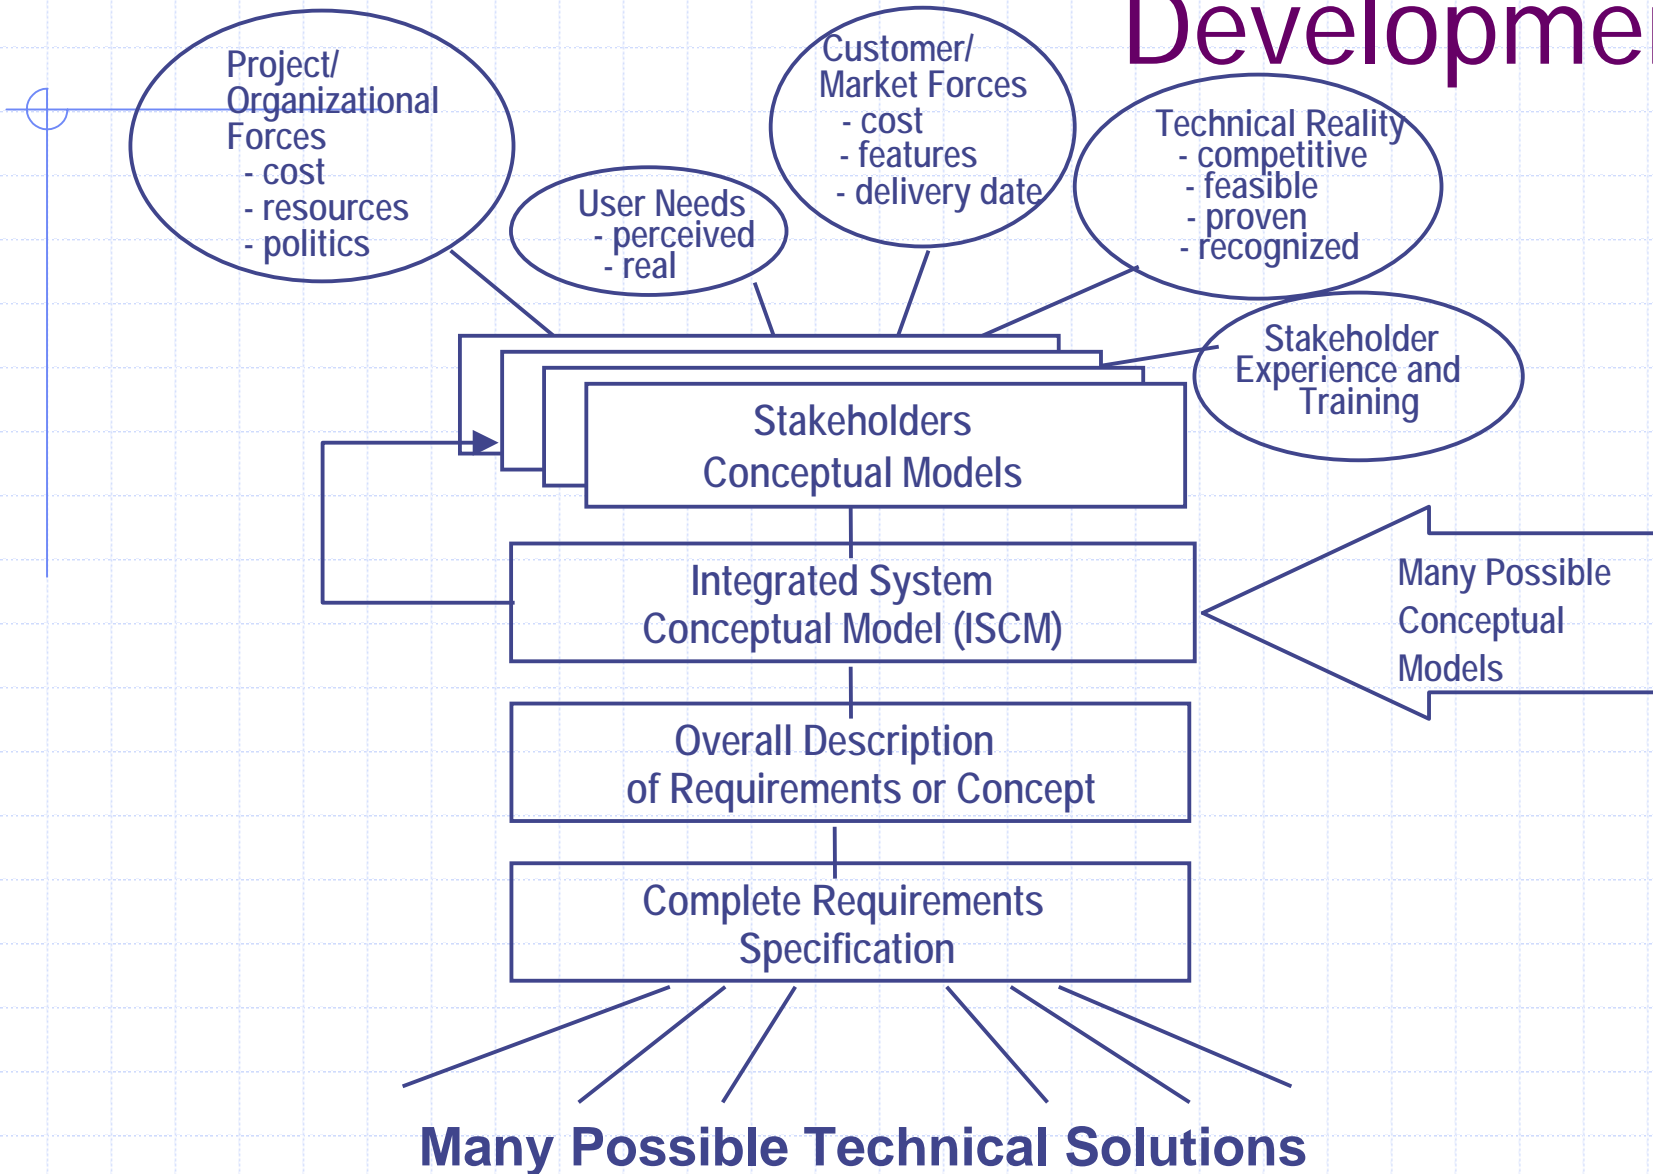 Developme
Project/
Organizational
Forces
- cost
- resources
- politics
User Needs
- perceived
- real
Customer/
Market Forces
- cost
- features
- delivery date
Technical Reality
- competitive
- feasible
- proven
- recognized
Stakeholder
Experience and
Training
Stakeholders
Conceptual Models
Integrated System
Conceptual Model (ISCM)
Many Possible
Conceptual
Models
Overall Description
of Requirements or Concept
Complete Requirements
Specification
Many Possible Technical Solutions